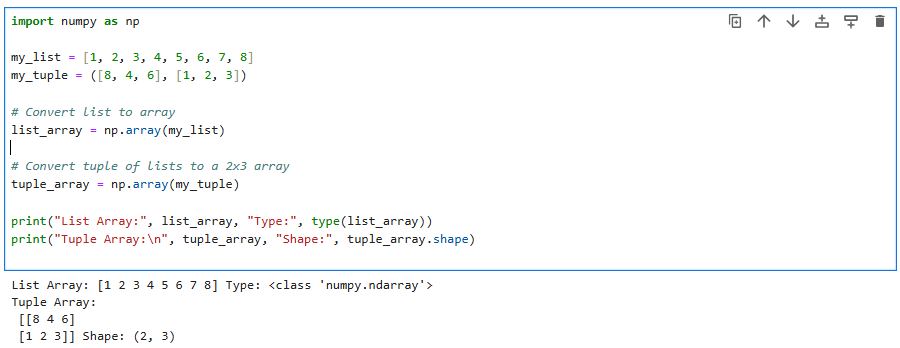 import numpy as np
my_list = [1, 2, 3, 4, 5, 6, 7, 8]
my_tuple = ([8, 4, 6], [1, 2, 3])
# Convert list to array
list_array = np.array(my_list)
# Convert tuple of lists to a 2x3 array
tuple_array = np.array(my_tuple)
print("List Array:", list_array, "Type:", type(list_array))
print("Tuple Array:\n", tuple_array, "Shape:", tuple_array.shape)
List Array: [1 2 3 4 5 6 7 8] Type: <class 'numpy.ndarray'>
Tuple Array:
 [[8 4 6]
 [1 2 3]] Shape: (2, 3)